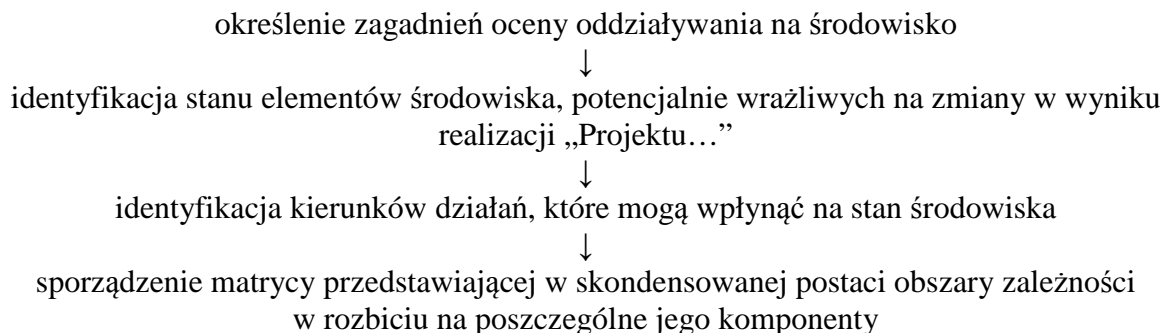 określenie zagadnień oceny oddziaływania na środowisko
↓
identyfikacja stanu elementów środowiska, potencjalnie wrażliwych na zmiany w wyniku
realizacji „Projektu…”
↓
identyfikacja kierunków działań, które mogą wpłynąć na stan środowiska
↓
sporządzenie matrycy przedstawiającej w skondensowanej postaci obszary zależności
w rozbiciu na poszczególne jego komponenty